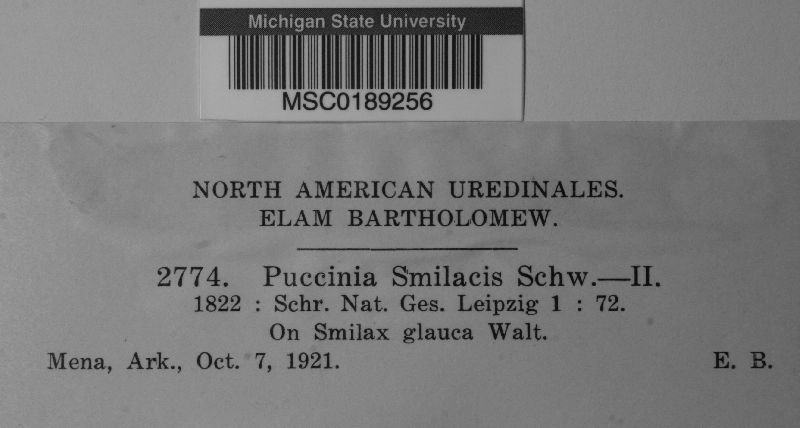 Michigan State University
MSC0189256
NORTH AMERICAN UREDINALES.
ELAM BARTHOLOMEW.
2774. Puccinia Smilacis Schw.—II.
1822 : Schr. Nat. Ges. Leipzig 1 : 72.
On Smilax glauca Walt.
Mena, Ark., Oct. 7, 1921. E. B.